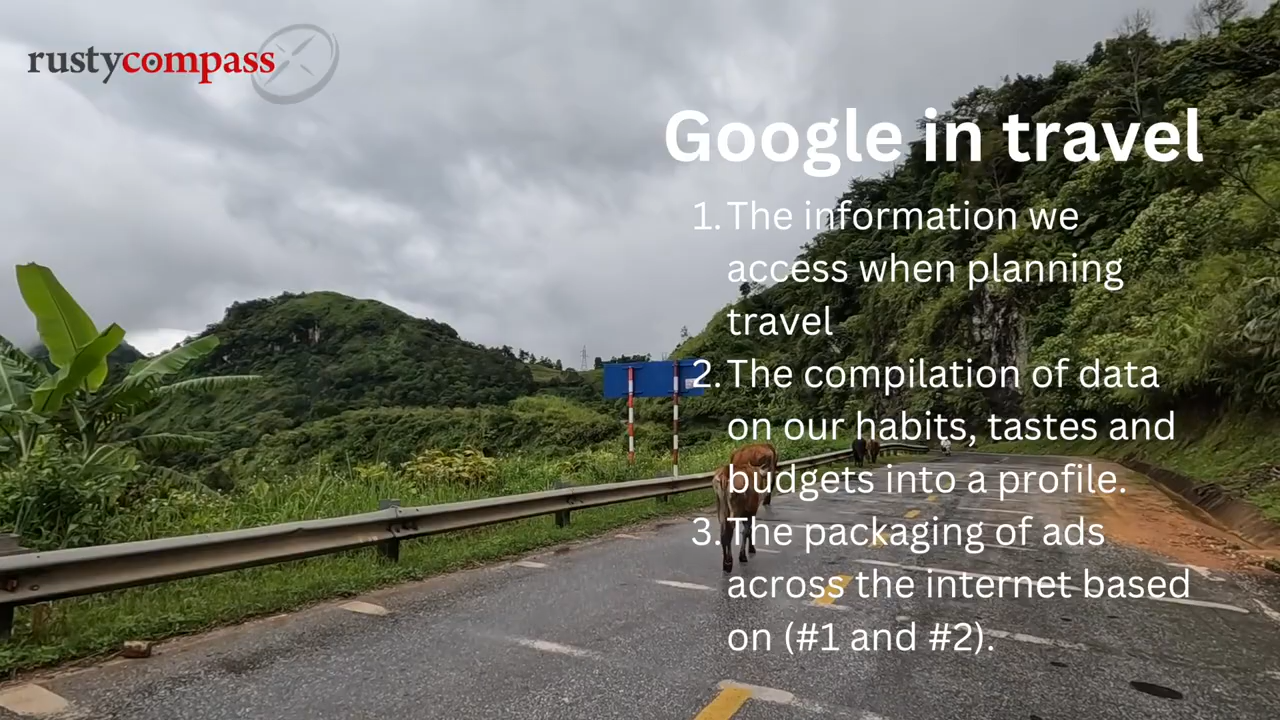 rustycompass
Google in travel
1. The information we
access when planning
travel
2. The compilation of data
on our habits, tastes and
budgets into a profile.
3. The packaging of ads
across the internet based
on (#1 and #2).